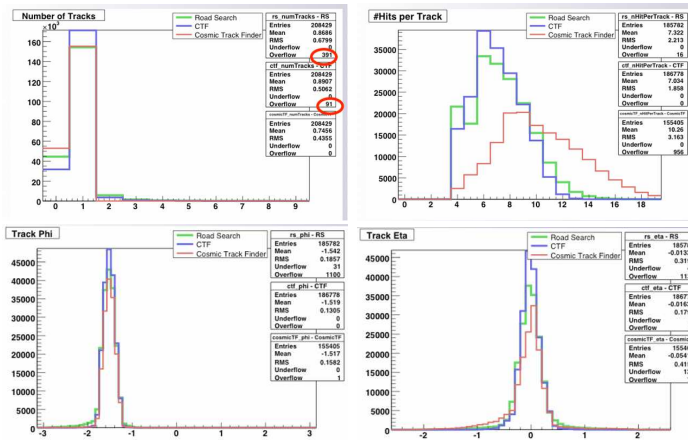 Number of Tracks
×10³
160
140
120
100
80
60
40
20
0
0 1 2 3 4 5 6 7 8 9
Road Search
CTF
Cosmic Track Finder
rs_numTracks - RS
Entries 208429
Mean 0.8686
RMS 0.6799
Underflow 0
Overflow 391
ctf_numTracks - CTF
Entries 208429
Mean 0.8907
RMS 0.5062
Underflow 0
Overflow 91
cosmicTF_numTracks - CosmicTF
Entries 208429
Mean 0.7456
RMS 0.4355
Underflow 0
Overflow 0
#Hits per Track
40000
35000
30000
25000
20000
15000
10000
5000
0
0 2 4 6 8 10 12 14 16 18
Road Search
CTF
Cosmic Track Finder
rs_nHitPerTrack - RS
Entries 185782
Mean 7.322
RMS 2.213
Underflow 0
Overflow 16
ctf_nHitPerTrack - CTF
Entries 186778
Mean 7.034
RMS 1.858
Underflow 0
Overflow 0
cosmicTF_nHitPerTrack - CosmicTF
Entries 155405
Mean 10.26
RMS 3.163
Underflow 0
Overflow 956
Track Phi
45000
40000
35000
30000
25000
20000
15000
10000
5000
0
-3 -2 -1 0 1 2 3
Road Search
CTF
Cosmic Track Finder
rs_phi - RS
Entries 185782
Mean -1.542
RMS 0.1857
Underflow 31
Overflow 1100
ctf_phi - CTF
Entries 186778
Mean -1.519
RMS 0.1305
Underflow 0
Overflow 0
cosmicTF_phi - CosmicTF
Entries 155405
Mean -1.517
RMS 0.1582
Underflow 0
Overflow 1
Track Eta
45000
40000
35000
30000
25000
20000
15000
10000
5000
0
-2 -1 0 1 2
Road Search
CTF
Cosmic Track Finder
rs_eta - RS
Entries
Mean
RMS
Underflow
Overflow
ctf_eta - CTF
Entries
Mean
RMS
Underflow
Overflow
cosmicTF_eta - Cosmic
Entries
Mean
RMS
Underflow
Overflow